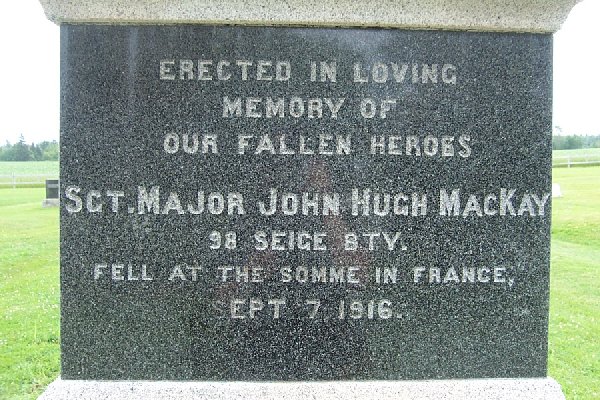 ERECTED IN LOVING
MEMORY OF
OUR FALLEN HEROES
SGT. MAJOR JOHN HUGH MACKAY
98 SEIGE BTY.
FELL AT THE SOMME IN FRANCE,
SEPT 7, 1916.